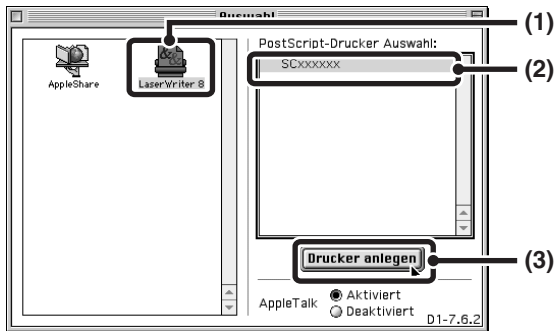 Auswahl
(1)
PostScript-Drucker Auswahl:
SCxxxxxx
(2)
AppleShare
LaserWriter 8
Drucker anlegen
(3)
AppleTalk
Aktiviert
Deaktiviert
D1-7.6.2